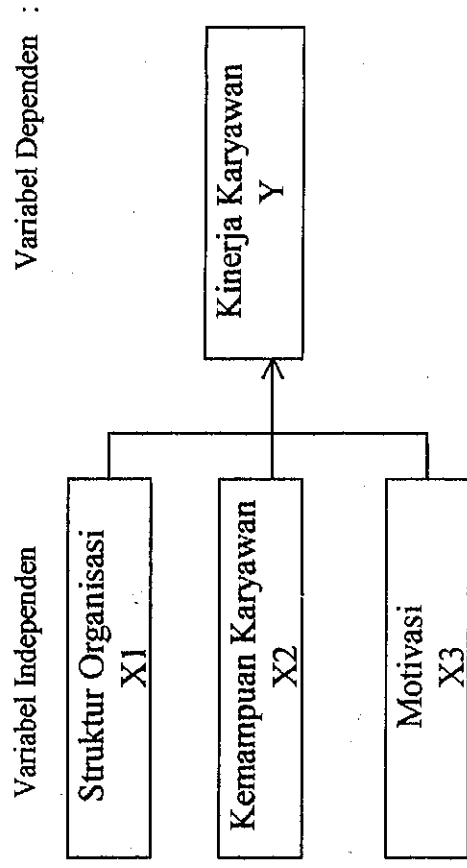 Variabel Independen
Variabel Dependen :
Struktur Organisasi
X1
Kemampuan Karyawan
X2
Motivasi
X3
Kinerja Karyawan
Y